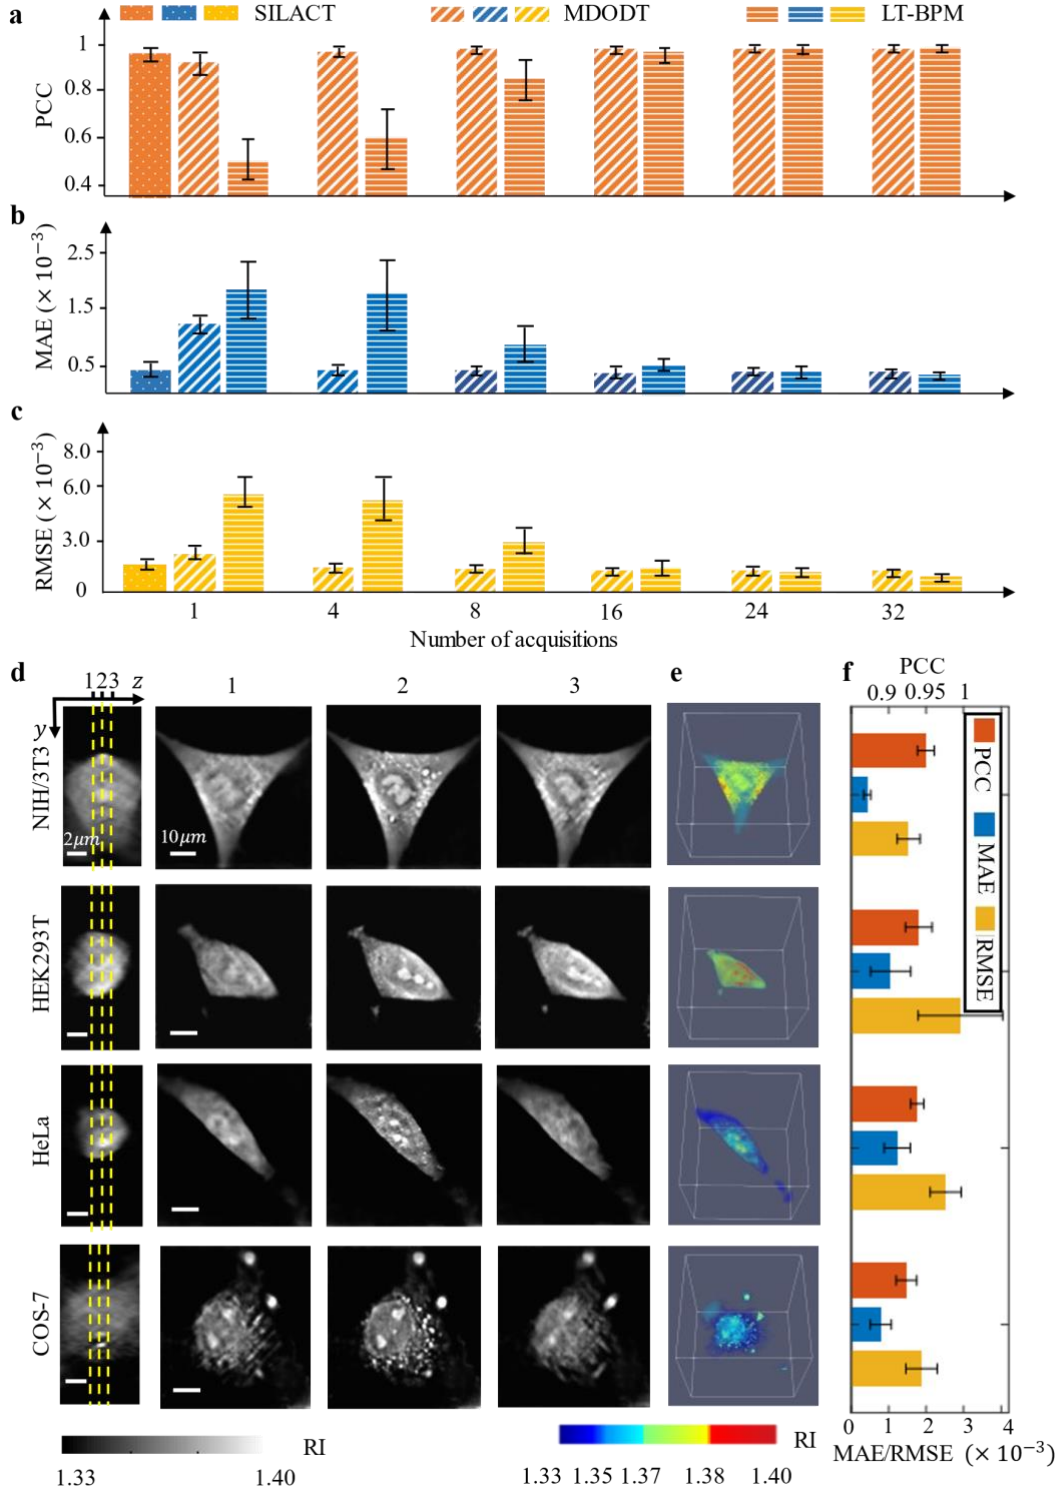 a
SILACT
MDODT
LT-BPM
PCC
1
0.8
0.6
0.4
b
MAE (× 10⁻³)
2.5
1.5
0.5
c
RMSE (× 10⁻³)
8.0
6.0
3.0
0
1 4 8 16 24 32
Number of acquisitions
d
123 z
y
1 2 3
e
f
PCC
0.9 0.95 1
NIH/3T3
2μm
10μm
HEK293T
HeLa
COS-7
PCC
MAE
RMSE
0 1 2 3 4
MAE/RMSE (× 10⁻³)
RI
1.33 1.40
RI
1.33 1.35 1.37 1.38 1.40